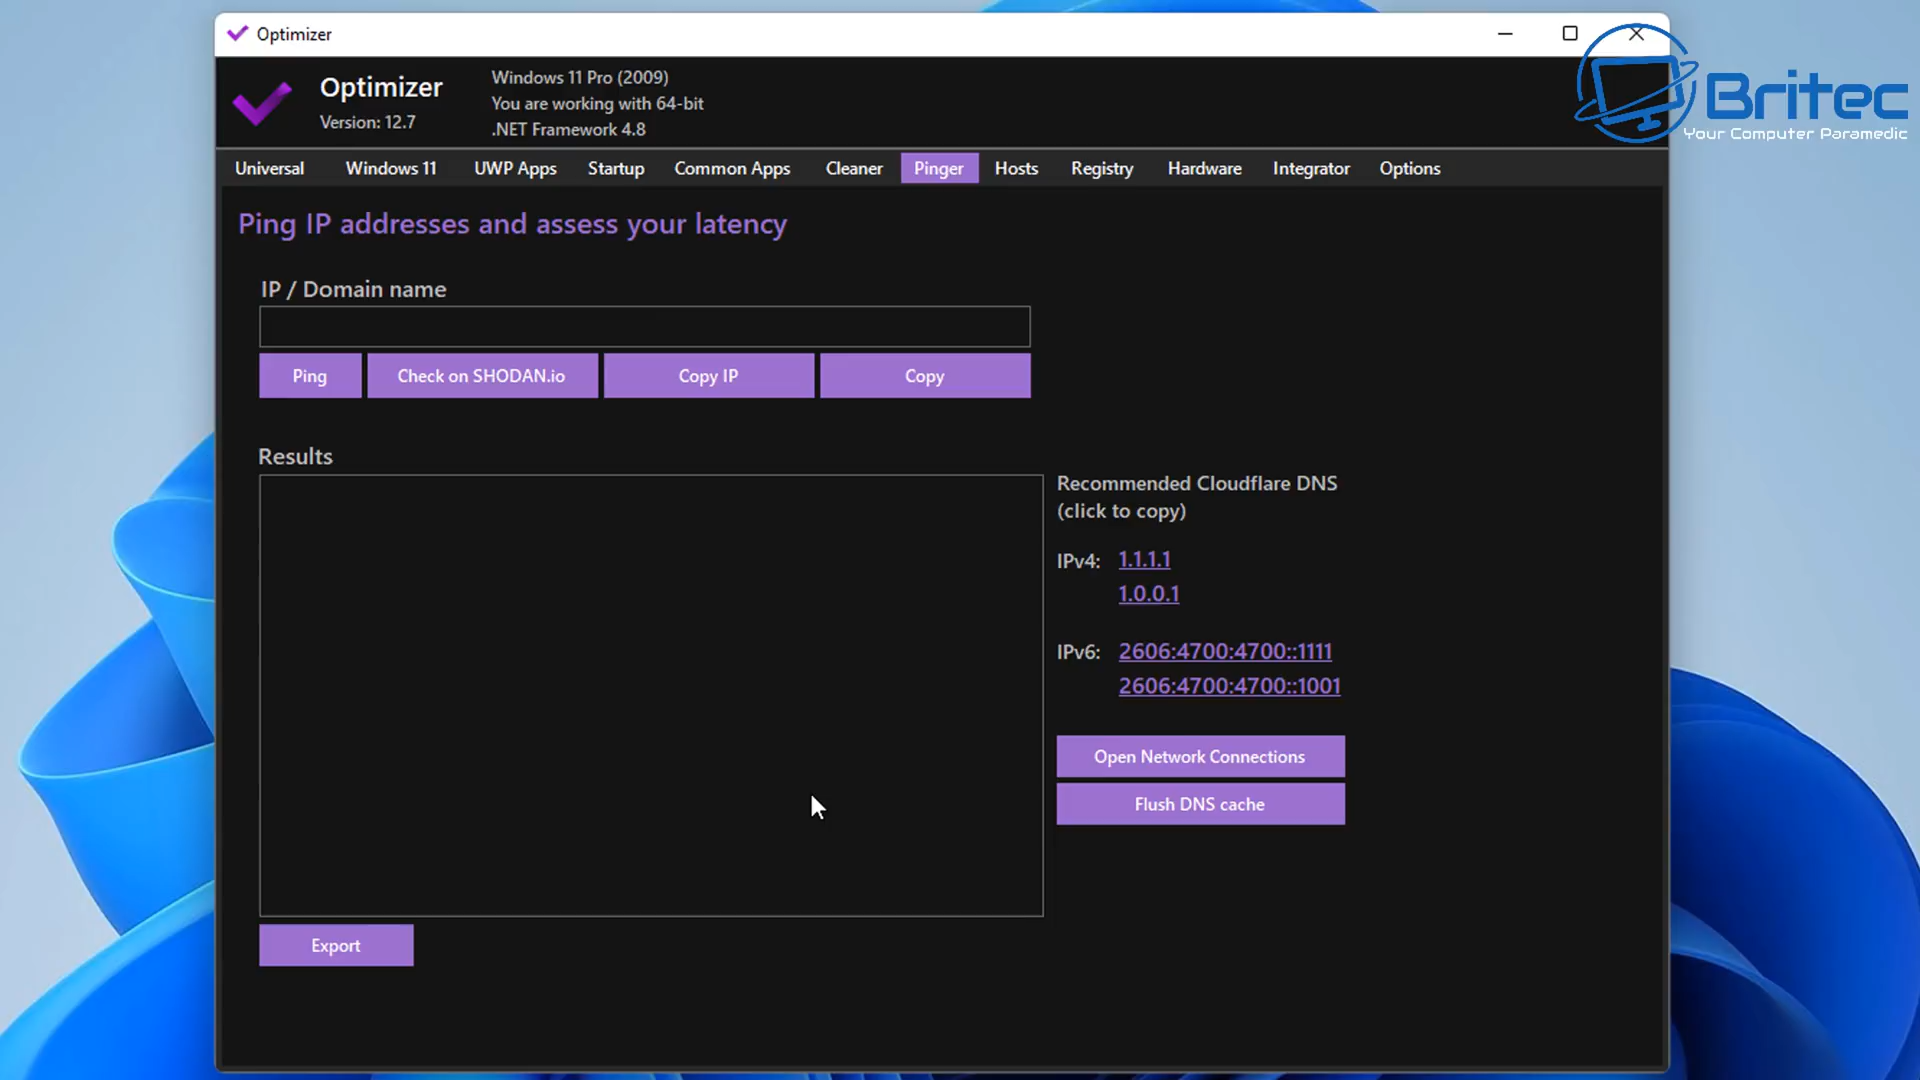 Optimizer
Optimizer
Version: 12.7
Windows 11 Pro (2009)
You are working with 64-bit
.NET Framework 4.8
Britec
Your Computer Paramedic
Universal Windows 11 UWP Apps Startup Common Apps Cleaner Pinger Hosts Registry Hardware Integrator Options
Ping IP addresses and assess your latency
IP / Domain name
Ping Check on SHODAN.io Copy IP Copy
Results
Recommended Cloudflare DNS
(click to copy)
IPv4: 1.1.1.1
1.0.0.1
IPv6: 2606:4700:4700::1111
2606:4700:4700::1001
Open Network Connections
Flush DNS cache
Export